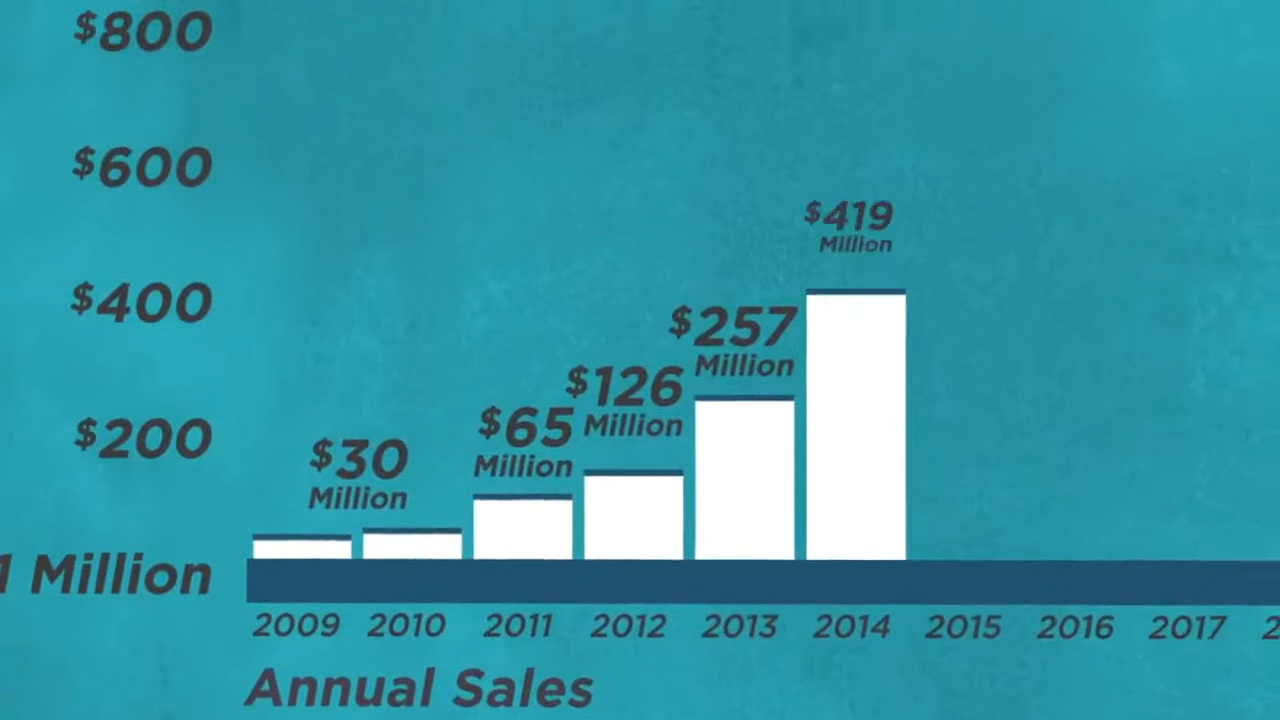 $800
$600
$400
$200
1 Million
$30
Million
$65
Million
$126
Million
$257
Million
$419
Million
2009 2010 2011 2012 2013 2014 2015 2016 2017
Annual Sales